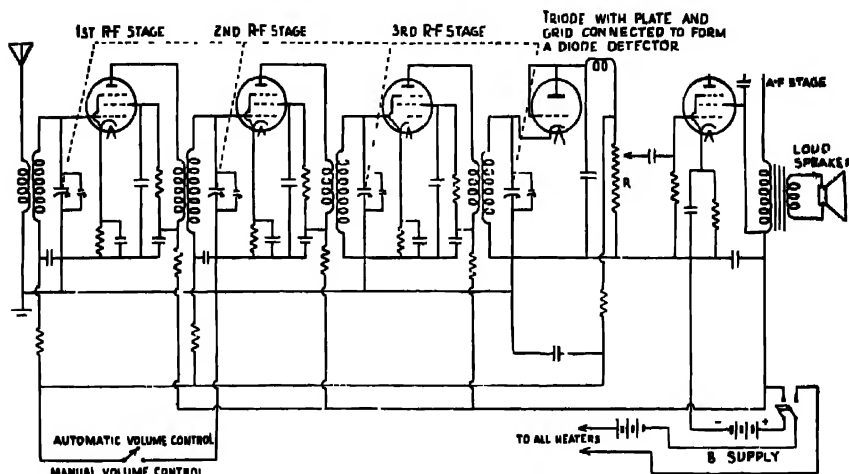 1ST R-F STAGE
2ND R-F STAGE
3RD R-F STAGE
TRIODE WITH PLATE AND
GRID CONNECTED TO FORM
A DIODE DETECTOR
A-F STAGE
LOUD
SPEAKER
R
AUTOMATIC VOLUME CONTROL
MANUAL VOLUME CONTROL
TO ALL HEATERS
- +
B SUPPLY